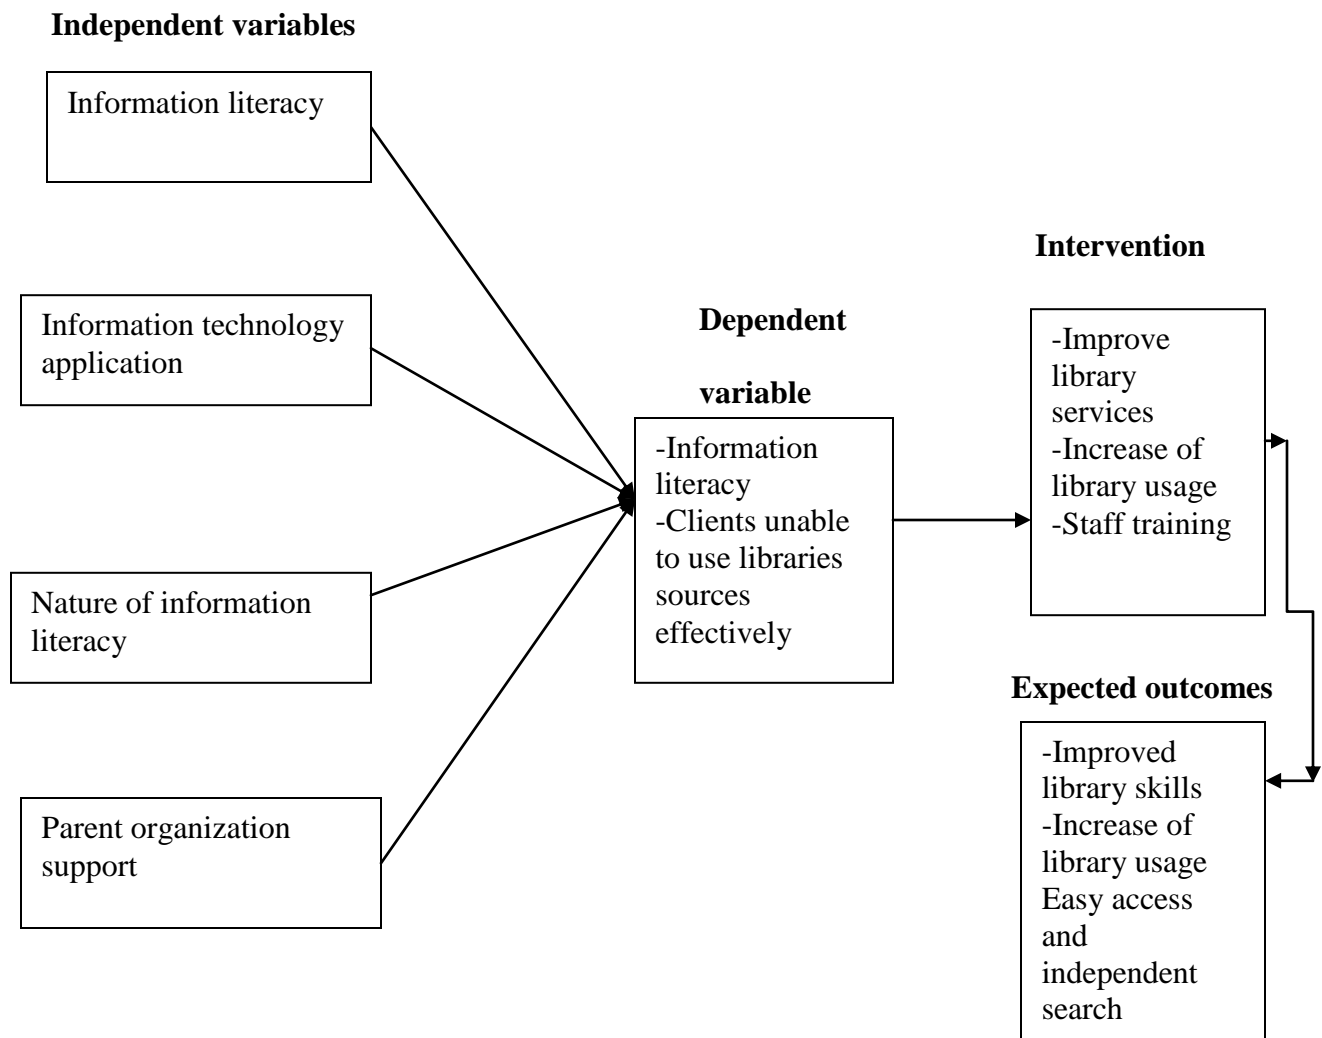 Independent variables
Information literacy
Information technology
application
Nature of information
literacy
Parent organization
support
Dependent
variable
-Information
literacy
-Clients unable
to use libraries
sources
effectively
Intervention
-Improve
library
services
-Increase of
library usage
-Staff training
Expected outcomes
-Improved
library skills
-Increase of
library usage
Easy access
and
independent
search